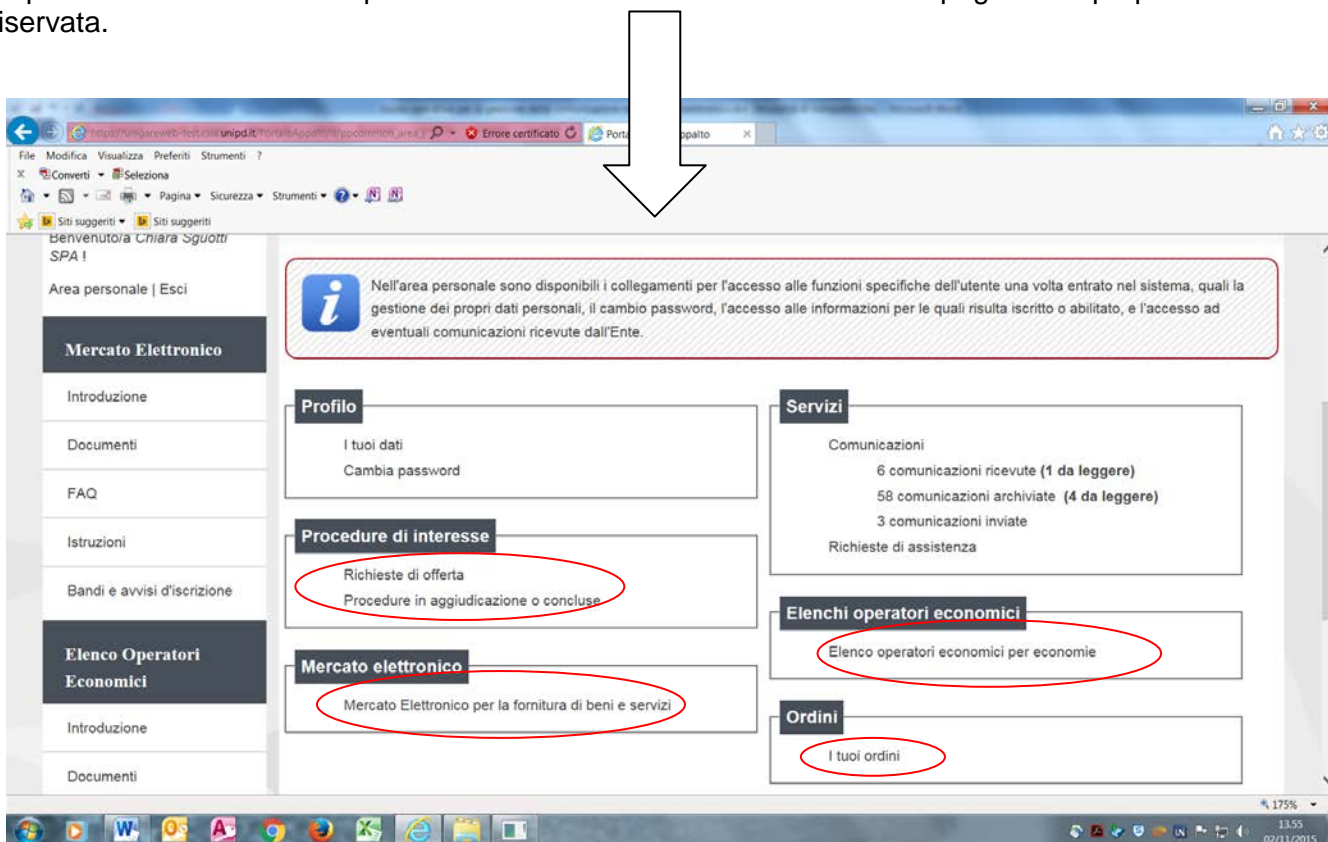 riservata.
unipd.it
Errore certificato
File Modifica Visualizza Preferiti Strumenti ?
x Converti Seleziona
Pagina Sicurezza Strumenti
Siti suggeriti Siti suggeriti
Benvenuto/a Chiara Sguotti
SPA !
Area personale | Esci
Nell'area personale sono disponibili i collegamenti per l'accesso alle funzioni specifiche dell'utente una volta entrato nel sistema, quali la
gestione dei propri dati personali, il cambio password, l'accesso alle informazioni per le quali risulta iscritto o abilitato, e l'accesso ad
eventuali comunicazioni ricevute dall'Ente.
Mercato Elettronico
Introduzione
Documenti
FAQ
Istruzioni
Bandi e avvisi d'iscrizione
Elenco Operatori
Economici
Introduzione
Documenti
Profilo
I tuoi dati
Cambia password
Procedure di interesse
Richieste di offerta
Procedure in aggiudicazione o concluse
Mercato elettronico
Mercato Elettronico per la fornitura di beni e servizi
Servizi
Comunicazioni
6 comunicazioni ricevute (1 da leggere)
58 comunicazioni archiviate (4 da leggere)
3 comunicazioni inviate
Richieste di assistenza
Elenchi operatori economici
Elenco operatori economici per economie
Ordini
I tuoi ordini
175%
13.55
02/11/2015